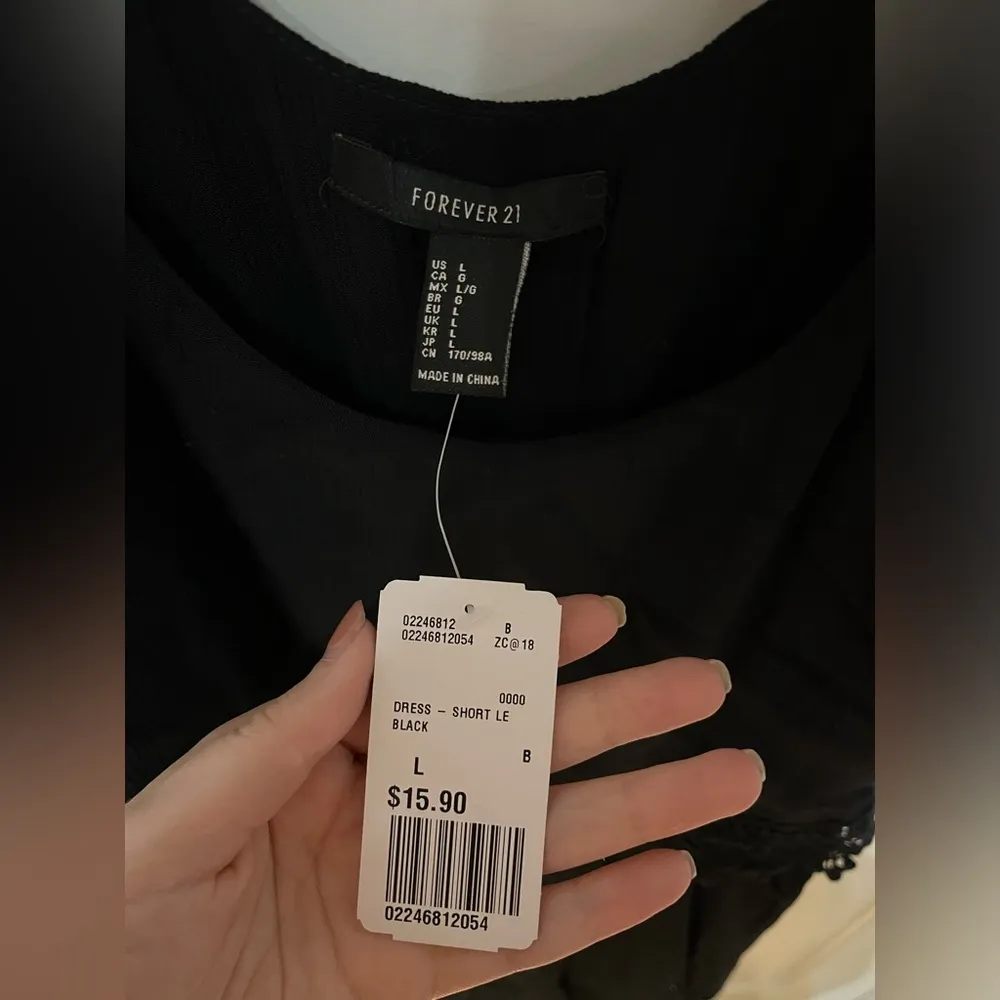 FOREVER 21
US L
CA G
MX L/G
BR G
EU L
UK L
KR L
JP L
CN 170/98A
MADE IN CHINA
02246812 B
02246812054 ZC@18
0000
DRESS – SHORT LE
BLACK
B
L
$15.90
02246812054